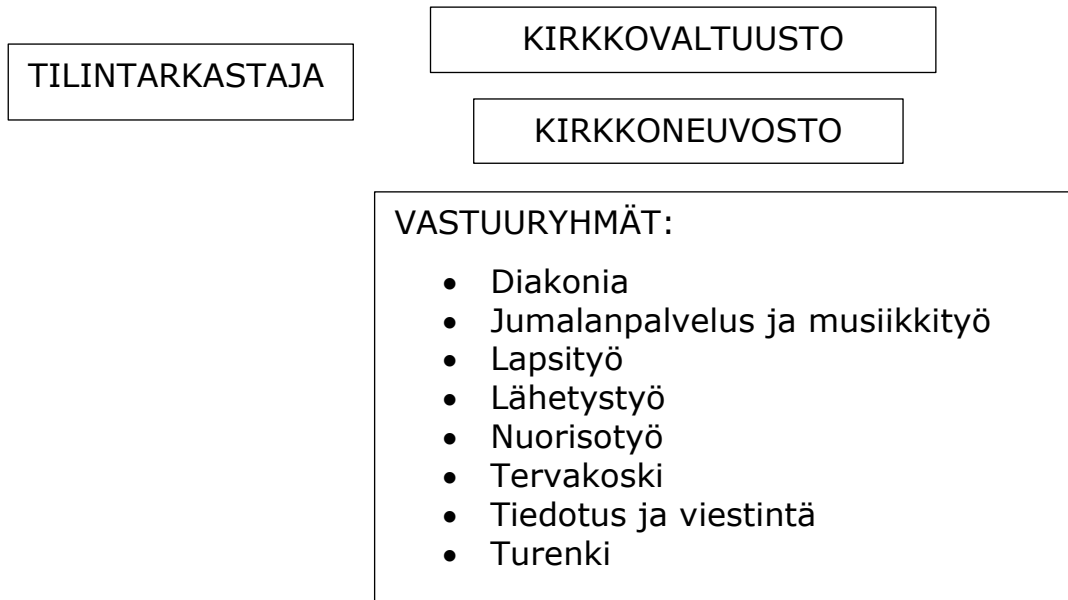 TILINTARKASTAJA
KIRKKOVALTUUSTO
KIRKKONEUVOSTO
VASTUURYHMÄT:
• Diakonia
• Jumalanpalvelus ja musiikkityö
• Lapsityö
• Lähetystyö
• Nuorisotyö
• Tervakoski
• Tiedotus ja viestintä
• Turenki